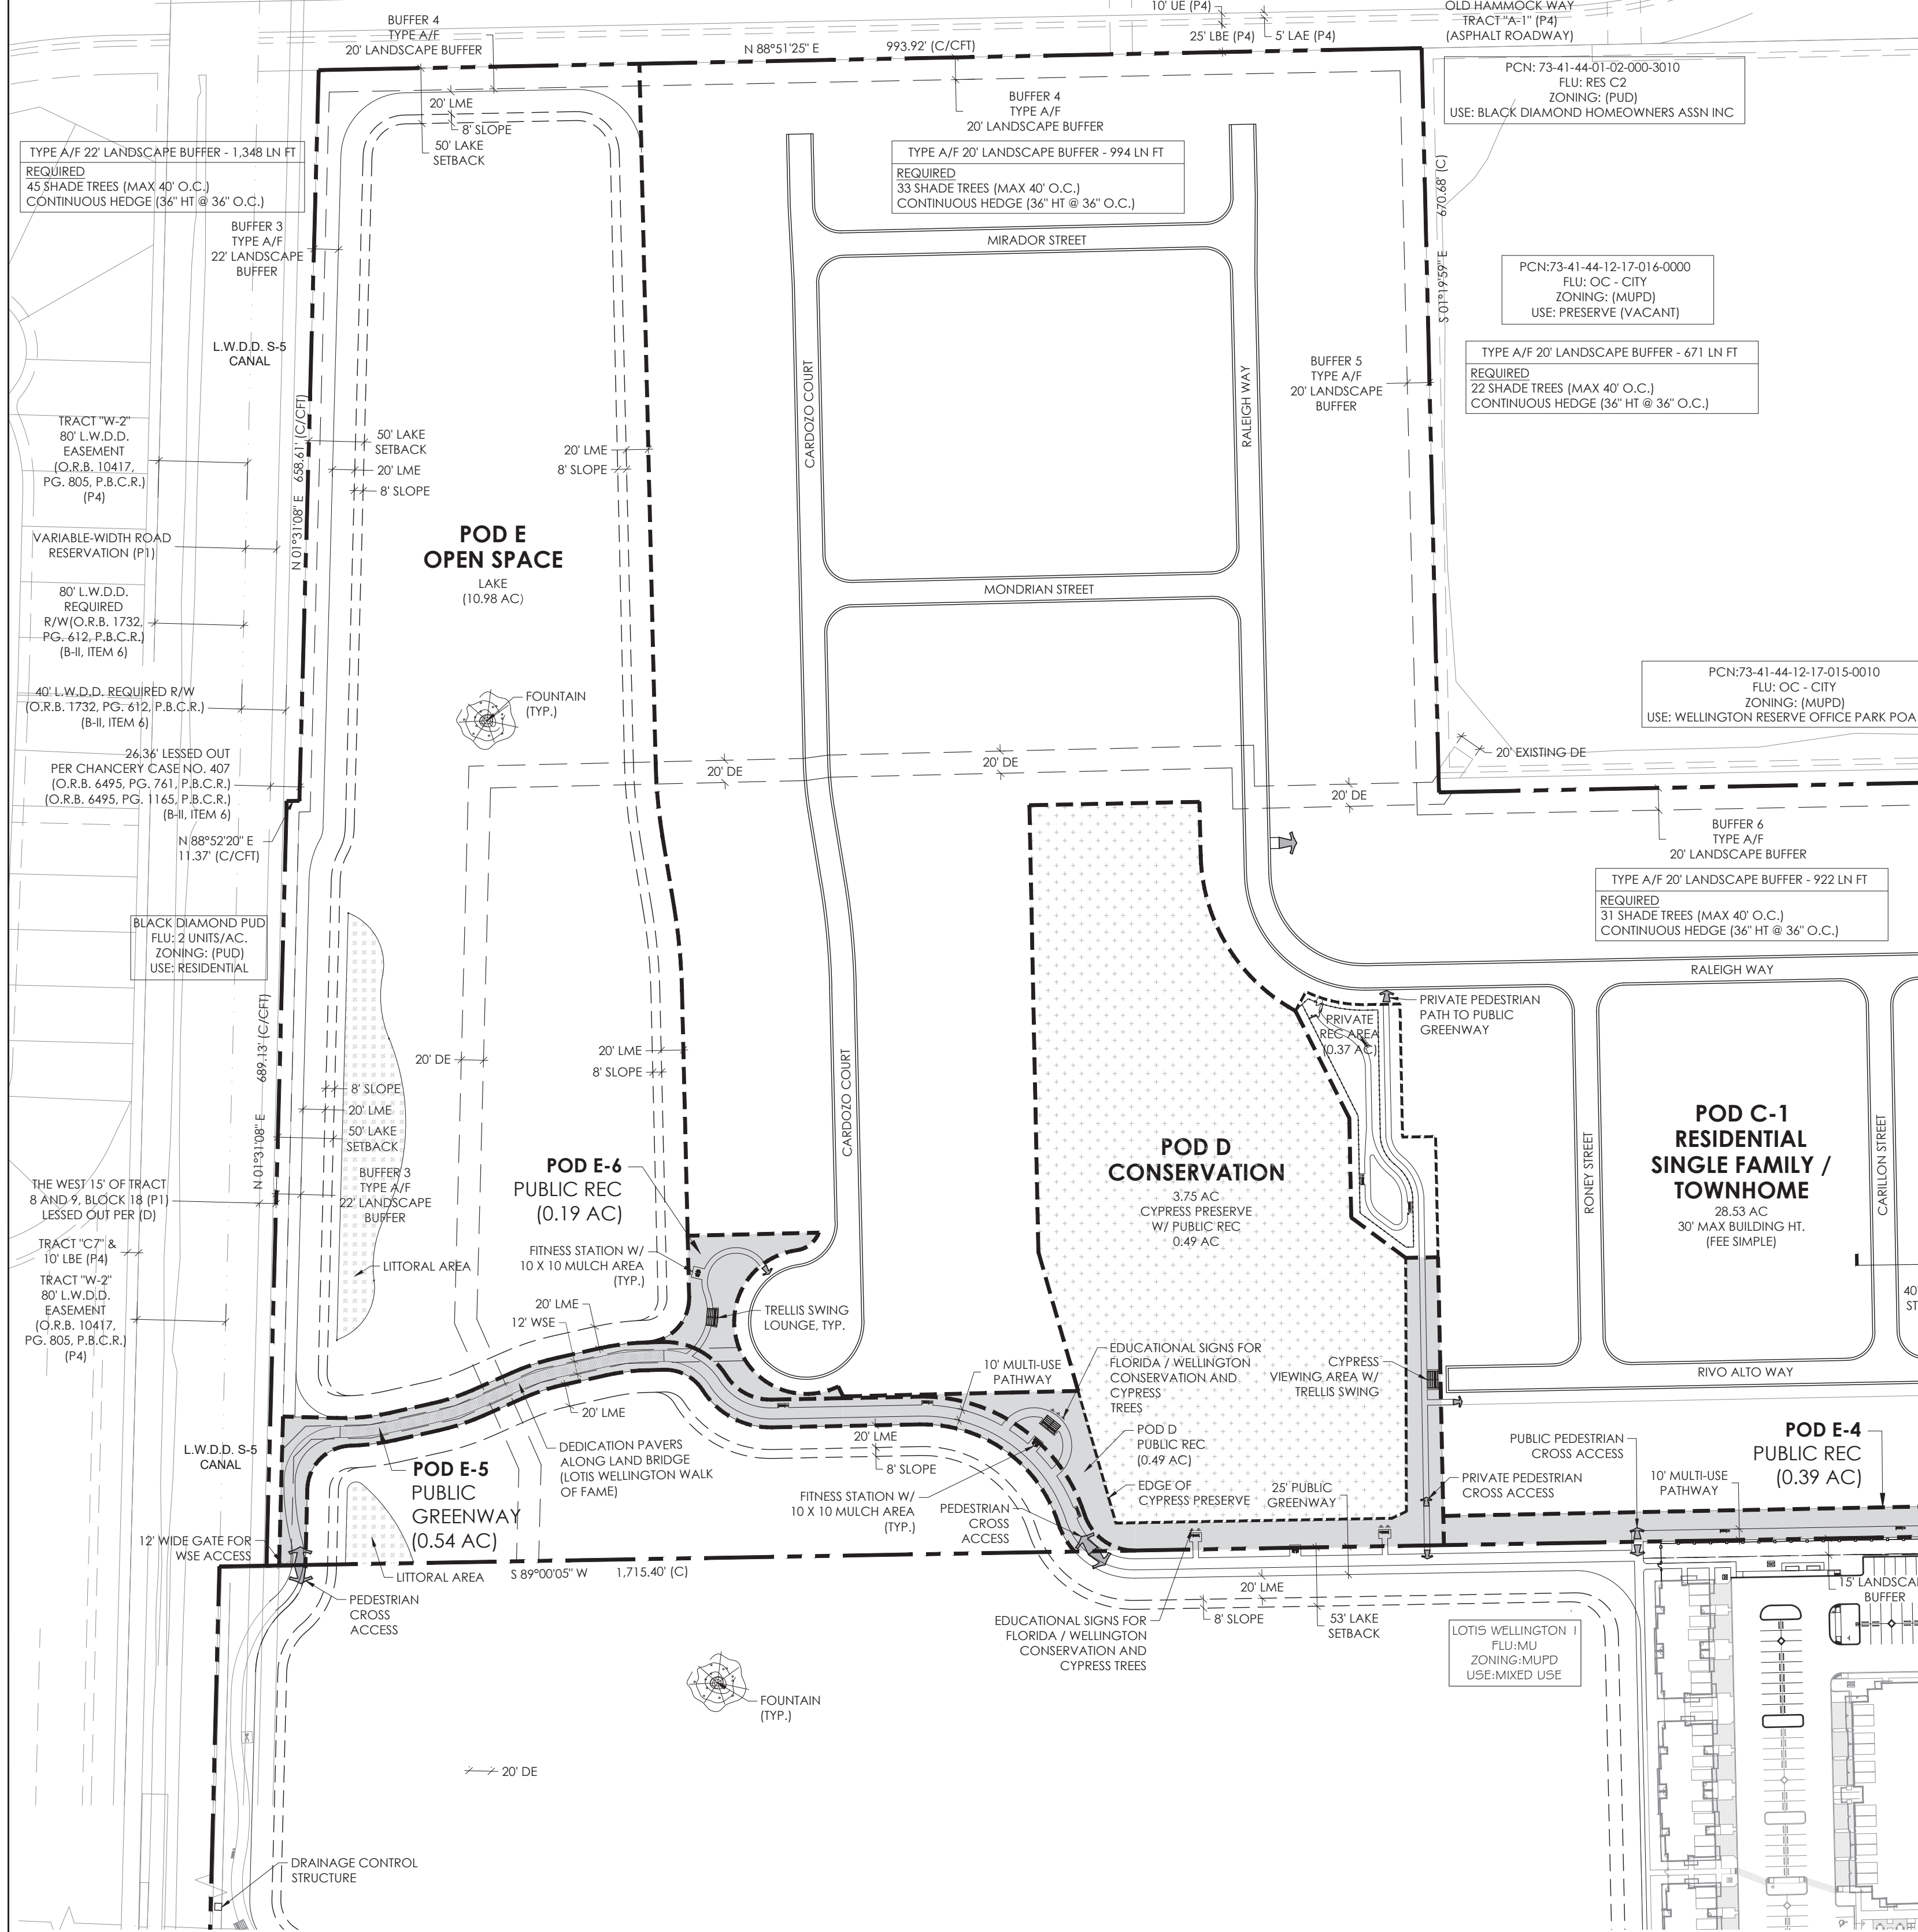 10' UE (P4)
25' LBE (P4)
5' LAE (P4)
OLD HAMMOCK WAY
TRACT "A-1" (P4)
(ASPHALT ROADWAY)
BUFFER 4
TYPE A/F
20' LANDSCAPE BUFFER
N 88°51'25" E
993.92' (C/CFT)
PCN: 73-41-44-01-02-000-3010
FLU: RES C2
ZONING: (PUD)
USE: BLACK DIAMOND HOMEOWNERS ASSN INC
20' LME
8' SLOPE
50' LAKE
SETBACK
BUFFER 4
TYPE A/F
20' LANDSCAPE BUFFER
TYPE A/F 22' LANDSCAPE BUFFER - 1,348 LN FT
REQUIRED
45 SHADE TREES (MAX 40' O.C.)
CONTINUOUS HEDGE (36" HT @ 36" O.C.)
TYPE A/F 20' LANDSCAPE BUFFER - 994 LN FT
REQUIRED
33 SHADE TREES (MAX 40' O.C.)
CONTINUOUS HEDGE (36" HT @ 36" O.C.)
BUFFER 3
TYPE A/F
22' LANDSCAPE
BUFFER
MIRADOR STREET
S 01°19'59" E
670.68' (C)
PCN:73-41-44-12-17-016-0000
FLU: OC - CITY
ZONING: (MUPD)
USE: PRESERVE (VACANT)
L.W.D.D. S-5
CANAL
TYPE A/F 20' LANDSCAPE BUFFER - 671 LN FT
REQUIRED
22 SHADE TREES (MAX 40' O.C.)
CONTINUOUS HEDGE (36" HT @ 36" O.C.)
BUFFER 5
TYPE A/F
20' LANDSCAPE
BUFFER
CARDOZO COURT
RALEIGH WAY
TRACT "W-2"
80' L.W.D.D.
EASEMENT
(O.R.B. 10417,
PG. 805, P.B.C.R.)
(P4)
N 01°31'08" E
658.61' (C/CFT)
50' LAKE
SETBACK
20' LME
8' SLOPE
20' LME
8' SLOPE
VARIABLE-WIDTH ROAD
RESERVATION (P1)
POD E
OPEN SPACE
LAKE
(10.98 AC)
MONDRIAN STREET
80' L.W.D.D.
REQUIRED
R/W(O.R.B. 1732,
PG. 612, P.B.C.R.)
(B-II, ITEM 6)
40' L.W.D.D. REQUIRED R/W
(O.R.B. 1732, PG. 612, P.B.C.R.)
(B-II, ITEM 6)
FOUNTAIN
(TYP.)
PCN:73-41-44-12-17-015-0010
FLU: OC - CITY
ZONING: (MUPD)
USE: WELLINGTON RESERVE OFFICE PARK POA
26.36' LESSED OUT
PER CHANCERY CASE NO. 407
(O.R.B. 6495, PG. 761, P.B.C.R.)
(O.R.B. 6495, PG. 1165, P.B.C.R.)
(B-II, ITEM 6)
20' DE
20' DE
20' DE
20' EXISTING DE
N 88°52'20" E
11.37' (C/CFT)
BUFFER 6
TYPE A/F
20' LANDSCAPE BUFFER
TYPE A/F 20' LANDSCAPE BUFFER - 922 LN FT
REQUIRED
31 SHADE TREES (MAX 40' O.C.)
CONTINUOUS HEDGE (36" HT @ 36" O.C.)
BLACK DIAMOND PUD
FLU: 2 UNITS/AC.
ZONING: (PUD)
USE: RESIDENTIAL
RALEIGH WAY
N 01°31'08" E
689.13' (C/CFT)
PRIVATE
REC AREA
(0.37 AC)
PRIVATE PEDESTRIAN
PATH TO PUBLIC
GREENWAY
20' DE
20' LME
8' SLOPE
CARDOZO COURT
8' SLOPE
20' LME
50' LAKE
SETBACK
BUFFER 3
TYPE A/F
22' LANDSCAPE
BUFFER
POD D
CONSERVATION
3.75 AC
CYPRESS PRESERVE
W/ PUBLIC REC
0.49 AC
RONEY STREET
POD C-1
RESIDENTIAL
SINGLE FAMILY /
TOWNHOME
28.53 AC
30' MAX BUILDING HT.
(FEE SIMPLE)
CARILLON STREET
THE WEST 15' OF TRACT
8 AND 9, BLOCK 18 (P1)
LESSED OUT PER (D)
POD E-6
PUBLIC REC
(0.19 AC)
TRACT "C7" &
10' LBE (P4)
FITNESS STATION W/
10 X 10 MULCH AREA
(TYP.)
LITTORAL AREA
TRACT "W-2"
80' L.W.D.D.
EASEMENT
(O.R.B. 10417,
PG. 805, P.B.C.R.)
(P4)
20' LME
12' WSE
TRELLIS SWING
LOUNGE, TYP.
40
ST
10' MULTI-USE
PATHWAY
EDUCATIONAL SIGNS FOR
FLORIDA / WELLINGTON
CONSERVATION AND
CYPRESS
TREES
CYPRESS
VIEWING AREA W/
TRELLIS SWING
RIVO ALTO WAY
20' LME
20' LME
8' SLOPE
POD D
PUBLIC REC
(0.49 AC)
POD E-4
PUBLIC REC
(0.39 AC)
PUBLIC PEDESTRIAN
CROSS ACCESS
L.W.D.D. S-5
CANAL
POD E-5
PUBLIC
GREENWAY
(0.54 AC)
DEDICATION PAVERS
ALONG LAND BRIDGE
(LOTIS WELLINGTON WALK
OF FAME)
FITNESS STATION W/
10 X 10 MULCH AREA
(TYP.)
EDGE OF
CYPRESS PRESERVE
25' PUBLIC
GREENWAY
PRIVATE PEDESTRIAN
CROSS ACCESS
10' MULTI-USE
PATHWAY
PEDESTRIAN
CROSS
ACCESS
12' WIDE GATE FOR
WSE ACCESS
LITTORAL AREA
S 89°00'05" W
1,715.40' (C)
15' LANDSCA
BUFFER
PEDESTRIAN
CROSS
ACCESS
20' LME
8' SLOPE
53' LAKE
SETBACK
EDUCATIONAL SIGNS FOR
FLORIDA / WELLINGTON
CONSERVATION AND
CYPRESS TREES
LOTIS WELLINGTON 1
FLU:MU
ZONING:MUPD
USE:MIXED USE
FOUNTAIN
(TYP.)
20' DE
DRAINAGE CONTROL
STRUCTURE